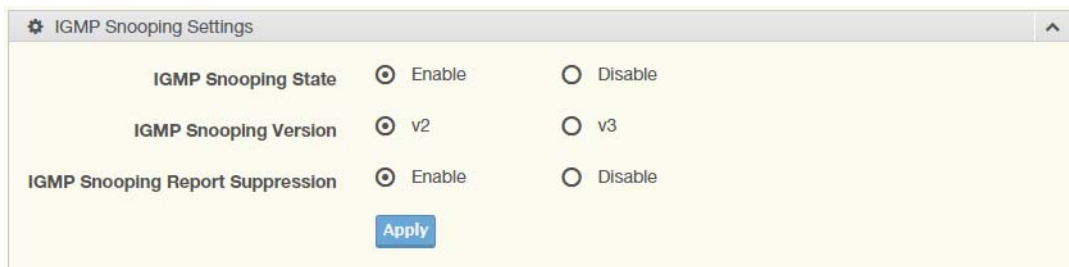 IGMP Snooping Settings
IGMP Snooping State Enable Disable
IGMP Snooping Version v2 v3
IGMP Snooping Report Suppression Enable Disable
Apply